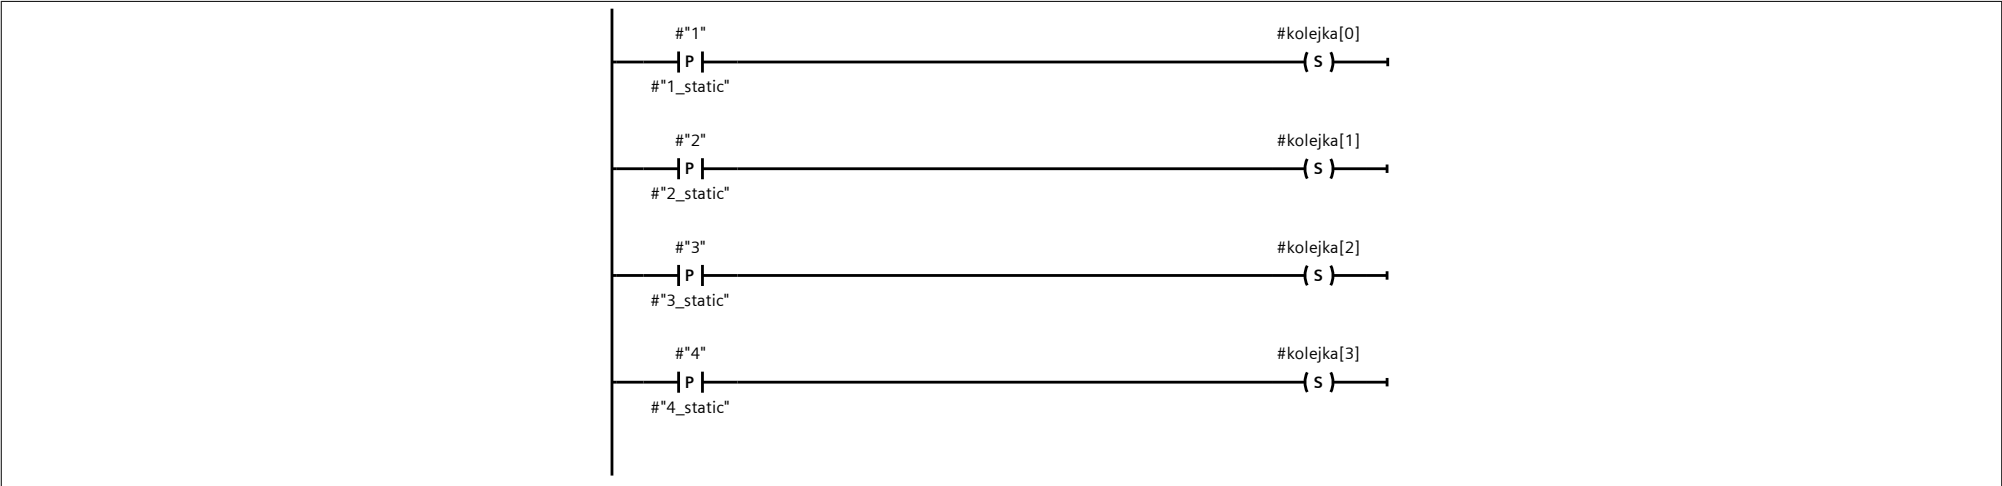 #"1" #kolejka[0]
P S
#"1_static"
#"2" #kolejka[1]
P S
#"2_static"
#"3" #kolejka[2]
P S
#"3_static"
#"4" #kolejka[3]
P S
#"4_static"